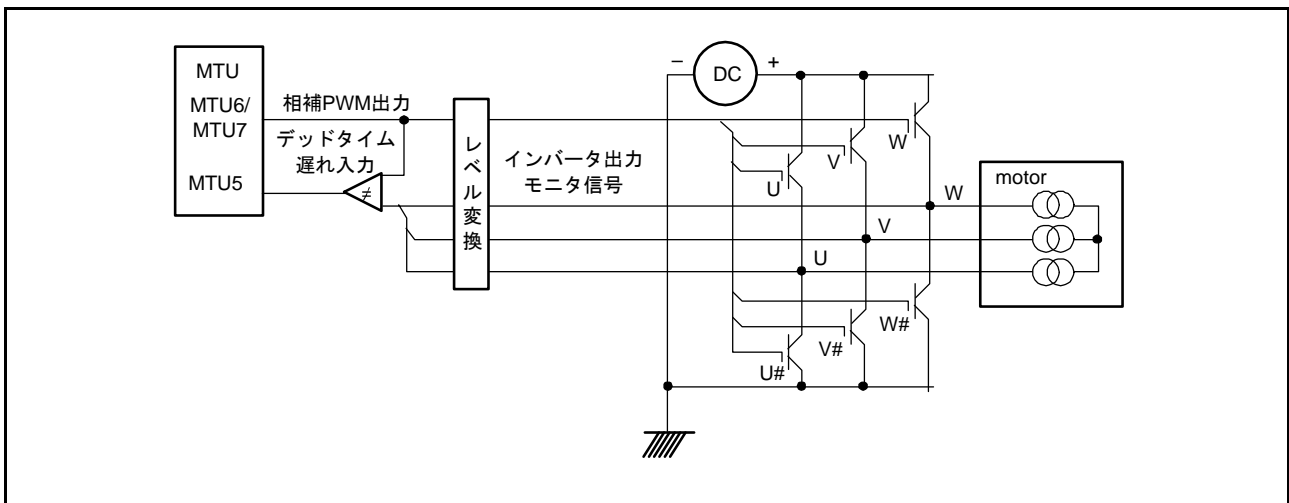 MTU
MTU6/
MTU7
MTU5
相補PWM出力
デッドタイム
遅れ入力
≠
レベル変換
インバータ出力
モニタ信号
−
DC
+
U
V
W
W
V
U
U#
V#
W#
motor